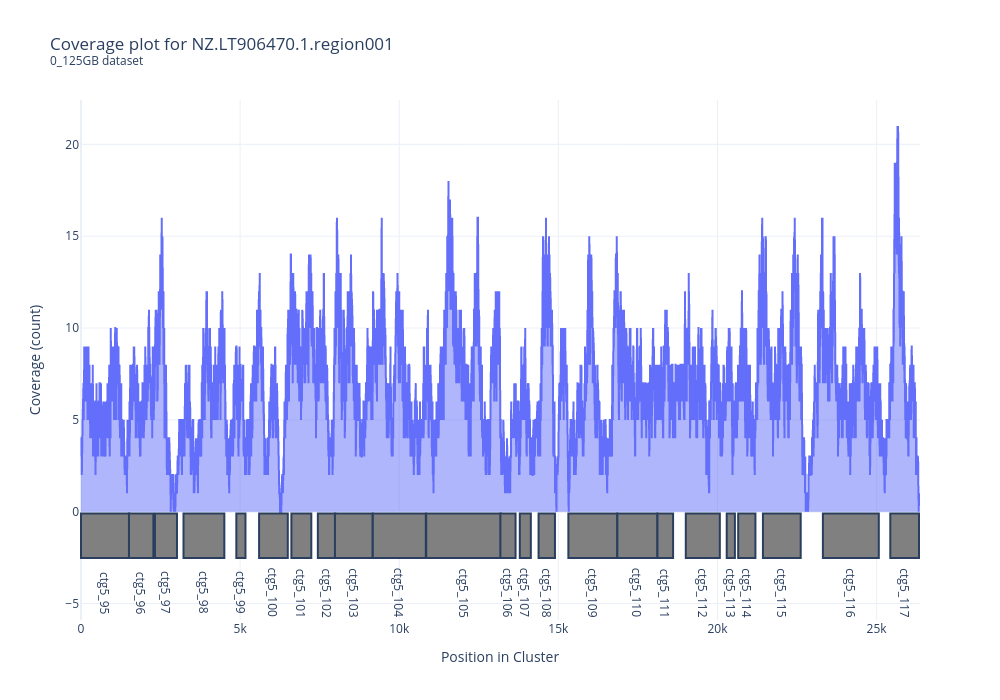 Coverage plot for NZ.LT906470.1.region001
0_125GB dataset
Coverage (count)
20
15
10
5
0
−5
ctg5_95
ctg5_96
ctg5_97
ctg5_98
ctg5_99
ctg5_100
ctg5_101
ctg5_102
ctg5_103
ctg5_104
ctg5_105
ctg5_106
ctg5_107
ctg5_108
ctg5_109
ctg5_110
ctg5_111
ctg5_112
ctg5_113
ctg5_114
ctg5_115
ctg5_116
ctg5_117
0
5k
10k
15k
20k
25k
Position in Cluster